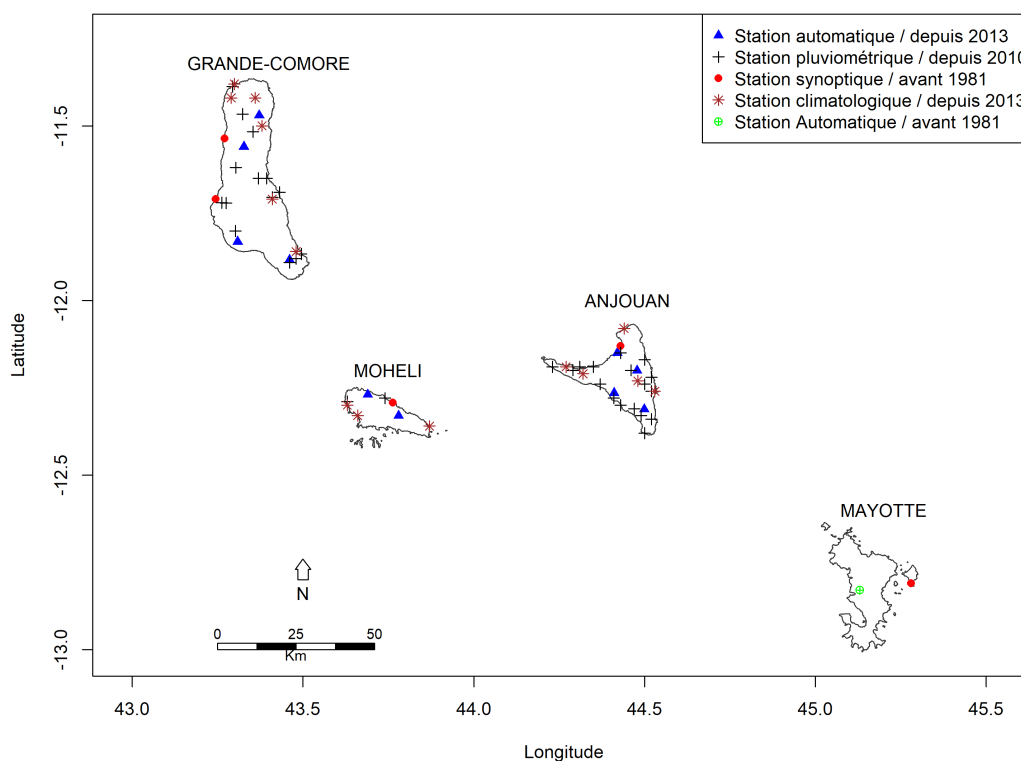 Station automatique / depuis 2013
Station pluviométrique / depuis 2010
Station synoptique / avant 1981
Station climatologique / depuis 2013
Station Automatique / avant 1981
GRANDE-COMORE
ANJOUAN
MOHELI
MAYOTTE
N
0 25 50
Km
-11.5
-12.0
-12.5
-13.0
Latitude
43.0 43.5 44.0 44.5 45.0 45.5
Longitude